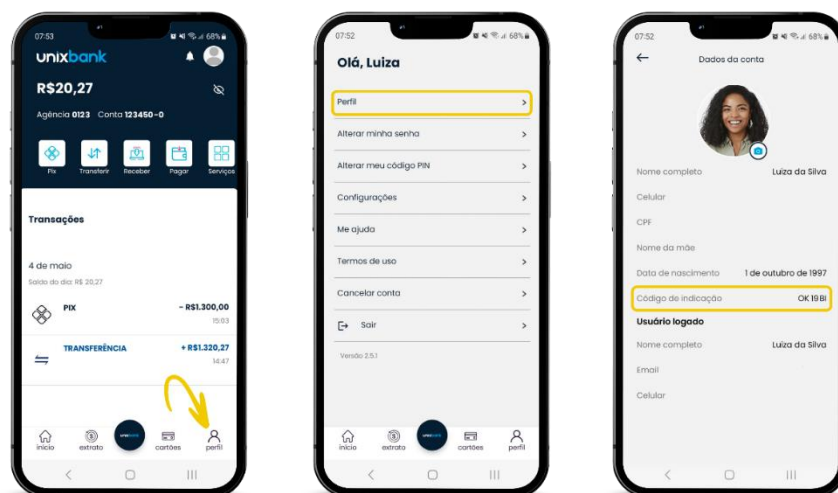 07:53
68%
unixbank
R$20,27
Agência 0123 Conta 123450-0
Pix Transferir Receber Pagar Serviços
Transações
4 de maio
Saldo do dia: R$ 20,27
PIX - R$1.300,00
15:03
TRANSFERÊNCIA + R$1.320,27
14:47
início extrato unixbank cartões perfil
07:52
68%
Olá, Luiza
Perfil
Alterar minha senha
Alterar meu código PIN
Configurações
Me ajuda
Termos de uso
Cancelar conta
Sair
Versão 2.5.1
início extrato unixbank cartões perfil
07:52
68%
Dados da conta
Nome completo Luiza da Silva
Celular
CPF
Nome da mãe
Data de nascimento 1 de outubro de 1997
Código de indicação OK 19 BI
Usuário logado
Nome completo Luiza da Silva
Email
Celular